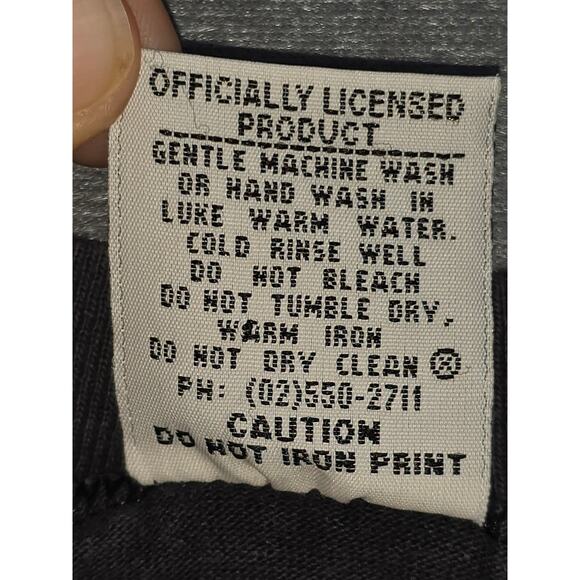 OFFICIALLY LICENSED
PRODUCT
GENTLE MACHINE WASH
OR HAND WASH IN
LUKE WARM WATER.
COLD RINSE WELL
DO NOT BLEACH
DO NOT TUMBLE DRY,
WARM IRON
DO NOT DRY CLEAN Ⓐ
PH: (02)550-2711
CAUTION
DO NOT IRON PRINT